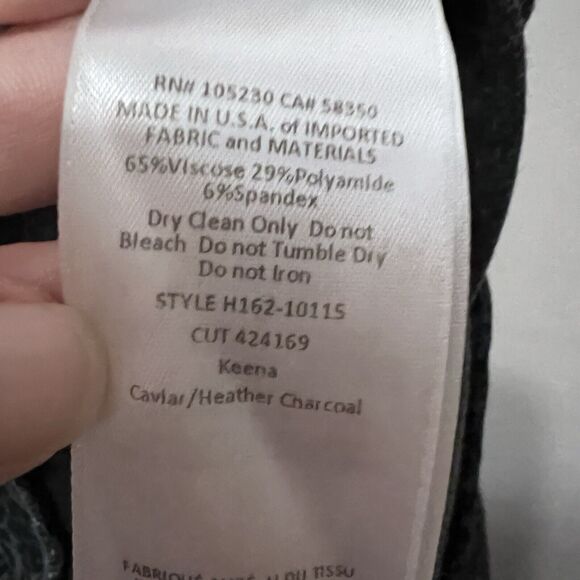 RN# 105230 CA# 58350
MADE IN U.S.A. of IMPORTED
FABRIC and MATERIALS
65%Viscose 29%Polyamide
6%Spandex
Dry Clean Only Do not
Bleach Do not Tumble Dry
Do not Iron
STYLE H162-10115
CUT 424169
Keena
Caviar/Heather Charcoal
TISSU